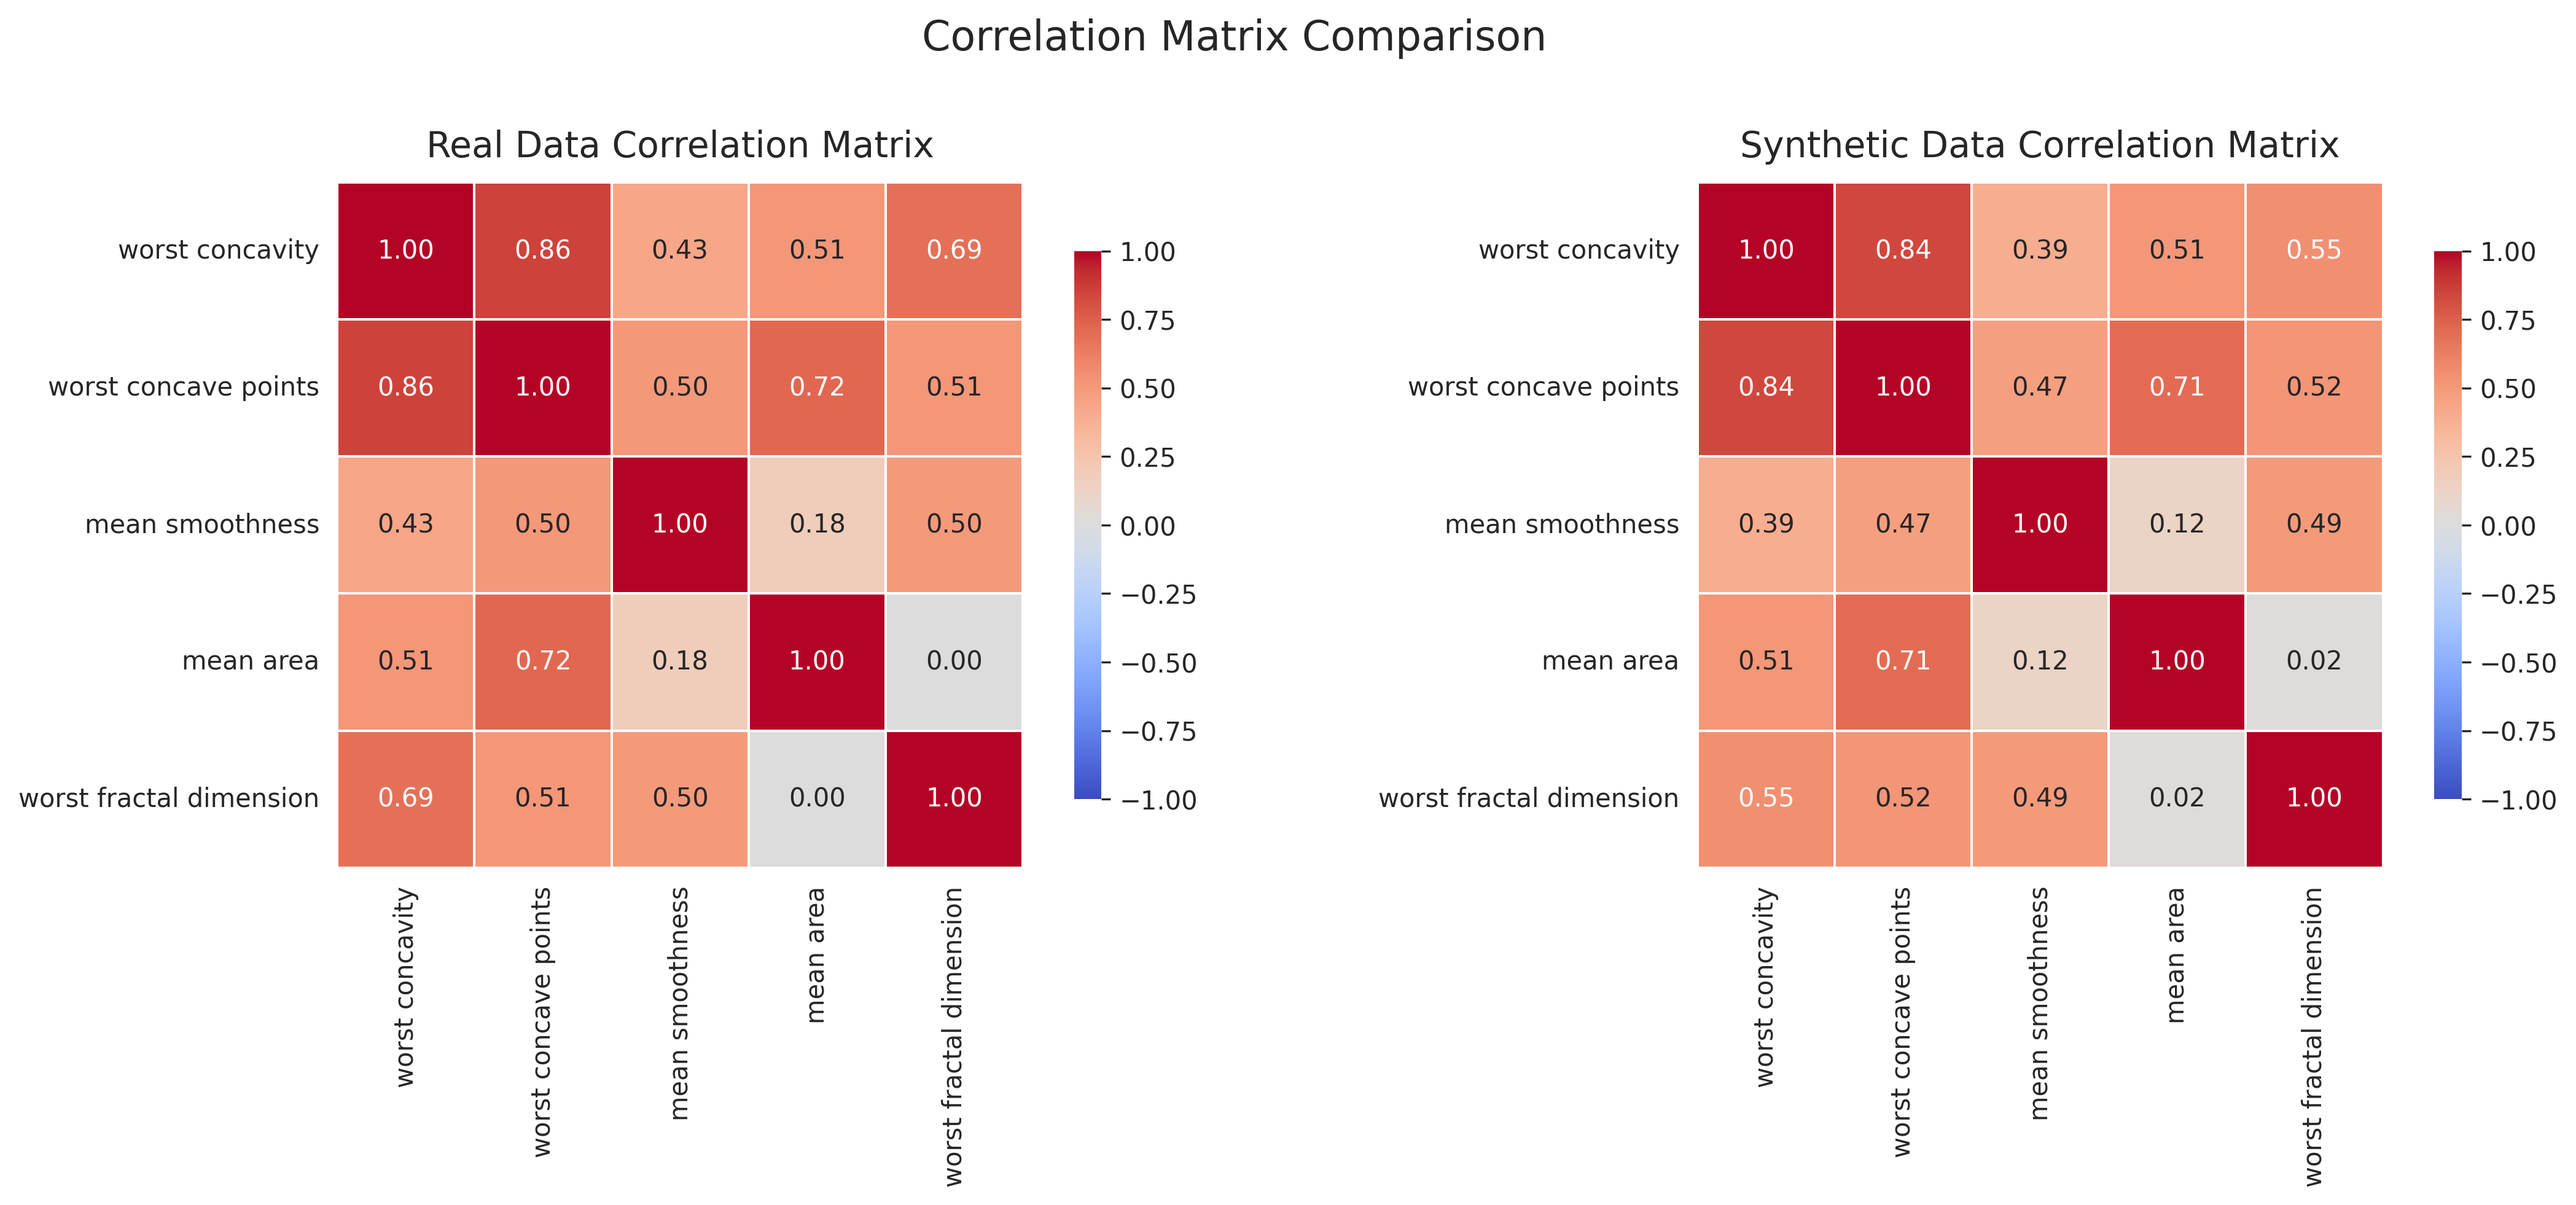 Correlation Matrix Comparison
Real Data Correlation Matrix
worst concavity 1.00 0.86 0.43 0.51 0.69
worst concave points 0.86 1.00 0.50 0.72 0.51
mean smoothness 0.43 0.50 1.00 0.18 0.50
mean area 0.51 0.72 0.18 1.00 0.00
worst fractal dimension 0.69 0.51 0.50 0.00 1.00
worst concavity
worst concave points
mean smoothness
mean area
worst fractal dimension
1.00
0.75
0.50
0.25
0.00
−0.25
−0.50
−0.75
−1.00
Synthetic Data Correlation Matrix
worst concavity 1.00 0.84 0.39 0.51 0.55
worst concave points 0.84 1.00 0.47 0.71 0.52
mean smoothness 0.39 0.47 1.00 0.12 0.49
mean area 0.51 0.71 0.12 1.00 0.02
worst fractal dimension 0.55 0.52 0.49 0.02 1.00
worst concavity
worst concave points
mean smoothness
mean area
worst fractal dimension
1.00
0.75
0.50
0.25
0.00
−0.25
−0.50
−0.75
−1.00